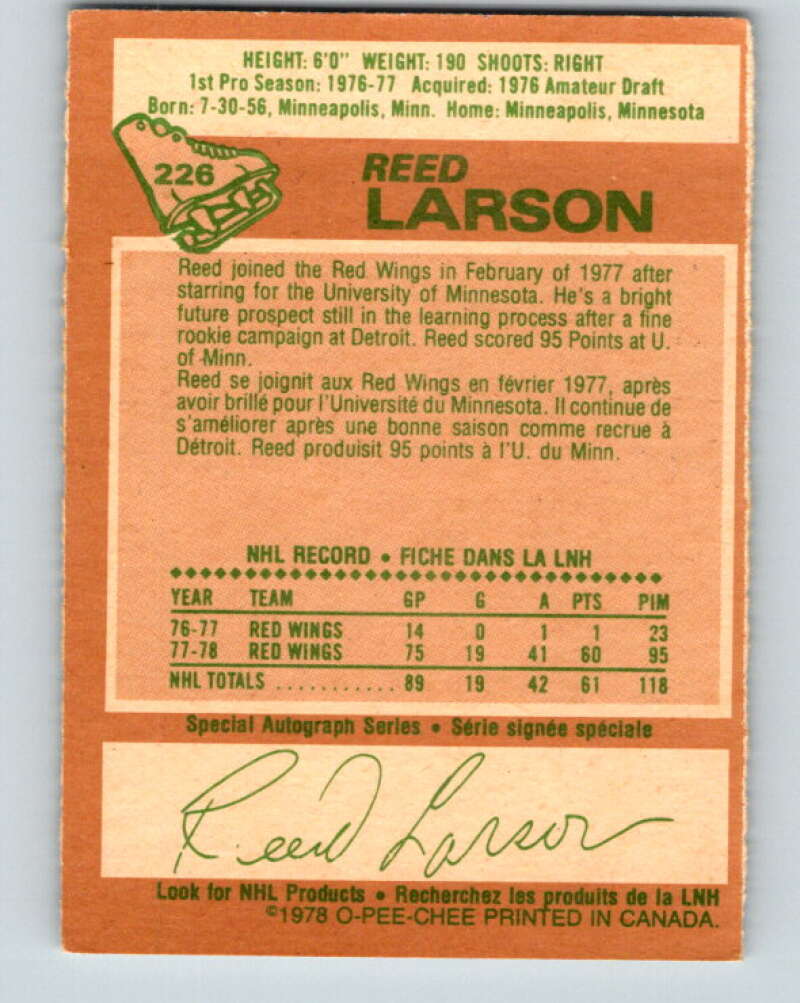 HEIGHT: 6'0" WEIGHT: 190 SHOOTS: RIGHT
1st Pro Season: 1976-77 Acquired: 1976 Amateur Draft
Born: 7-30-56, Minneapolis, Minn. Home: Minneapolis, Minnesota
226
REED
LARSON
Reed joined the Red Wings in February of 1977 after
starring for the University of Minnesota. He's a bright
future prospect still in the learning process after a fine
rookie campaign at Detroit. Reed scored 95 Points at U.
of Minn.
Reed se joignit aux Red Wings en février 1977, après
avoir brillé pour l'Université du Minnesota. Il continue de
s'améliorer après une bonne saison comme recrue à
Détroit. Reed produisit 95 points à l'U. du Minn.
NHL RECORD • FICHE DANS LA LNH
YEAR TEAM GP G A PTS PIM
76-77 RED WINGS 14 0 1 1 23
77-78 RED WINGS 75 19 41 60 95
NHL TOTALS ........... 89 19 42 61 118
Special Autograph Series • Série signée spéciale
Reed Larson
Look for NHL Products • Recherchez les produits de la LNH
©1978 O-PEE-CHEE PRINTED IN CANADA.